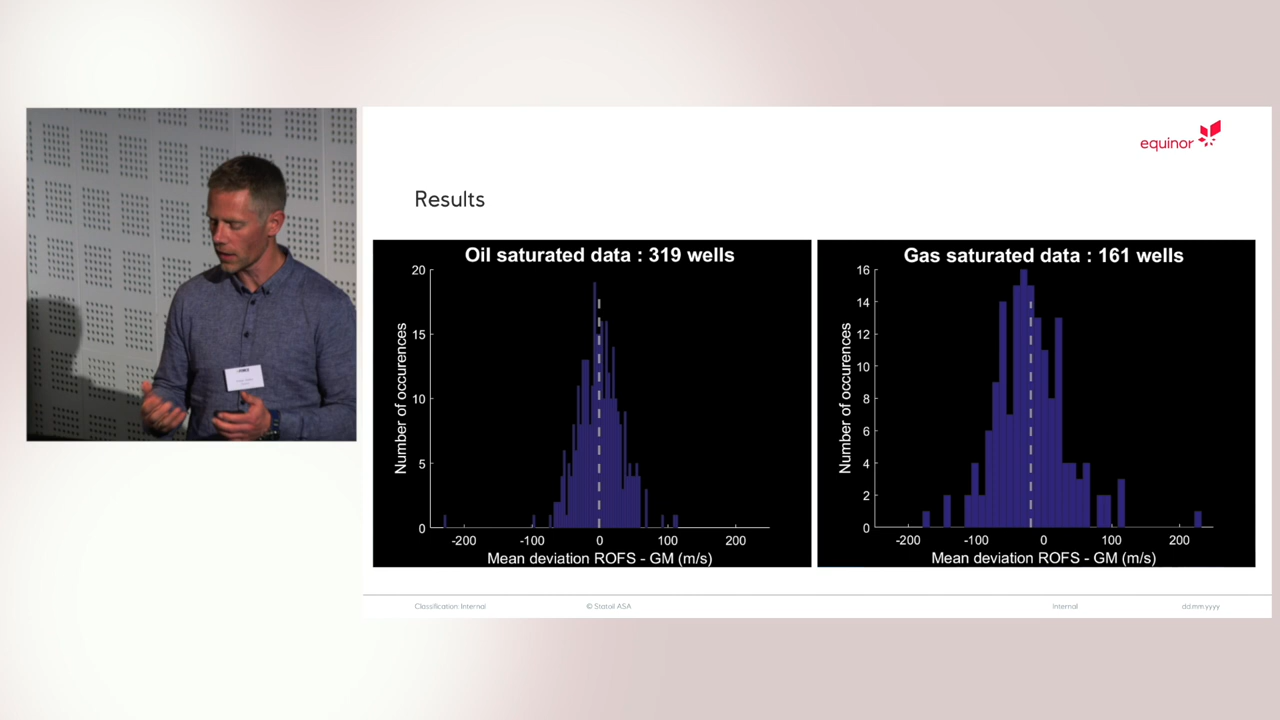 equinor
Results
Oil saturated data : 319 wells
20
15
10
5
0
Number of occurences
-200 -100 0 100 200
Mean deviation ROFS - GM (m/s)
Gas saturated data : 161 wells
16
14
12
10
8
6
4
2
0
Number of occurences
-200 -100 0 100 200
Mean deviation ROFS - GM (m/s)
Classification: Internal © Statoil ASA Internal dd.mm.yyyy